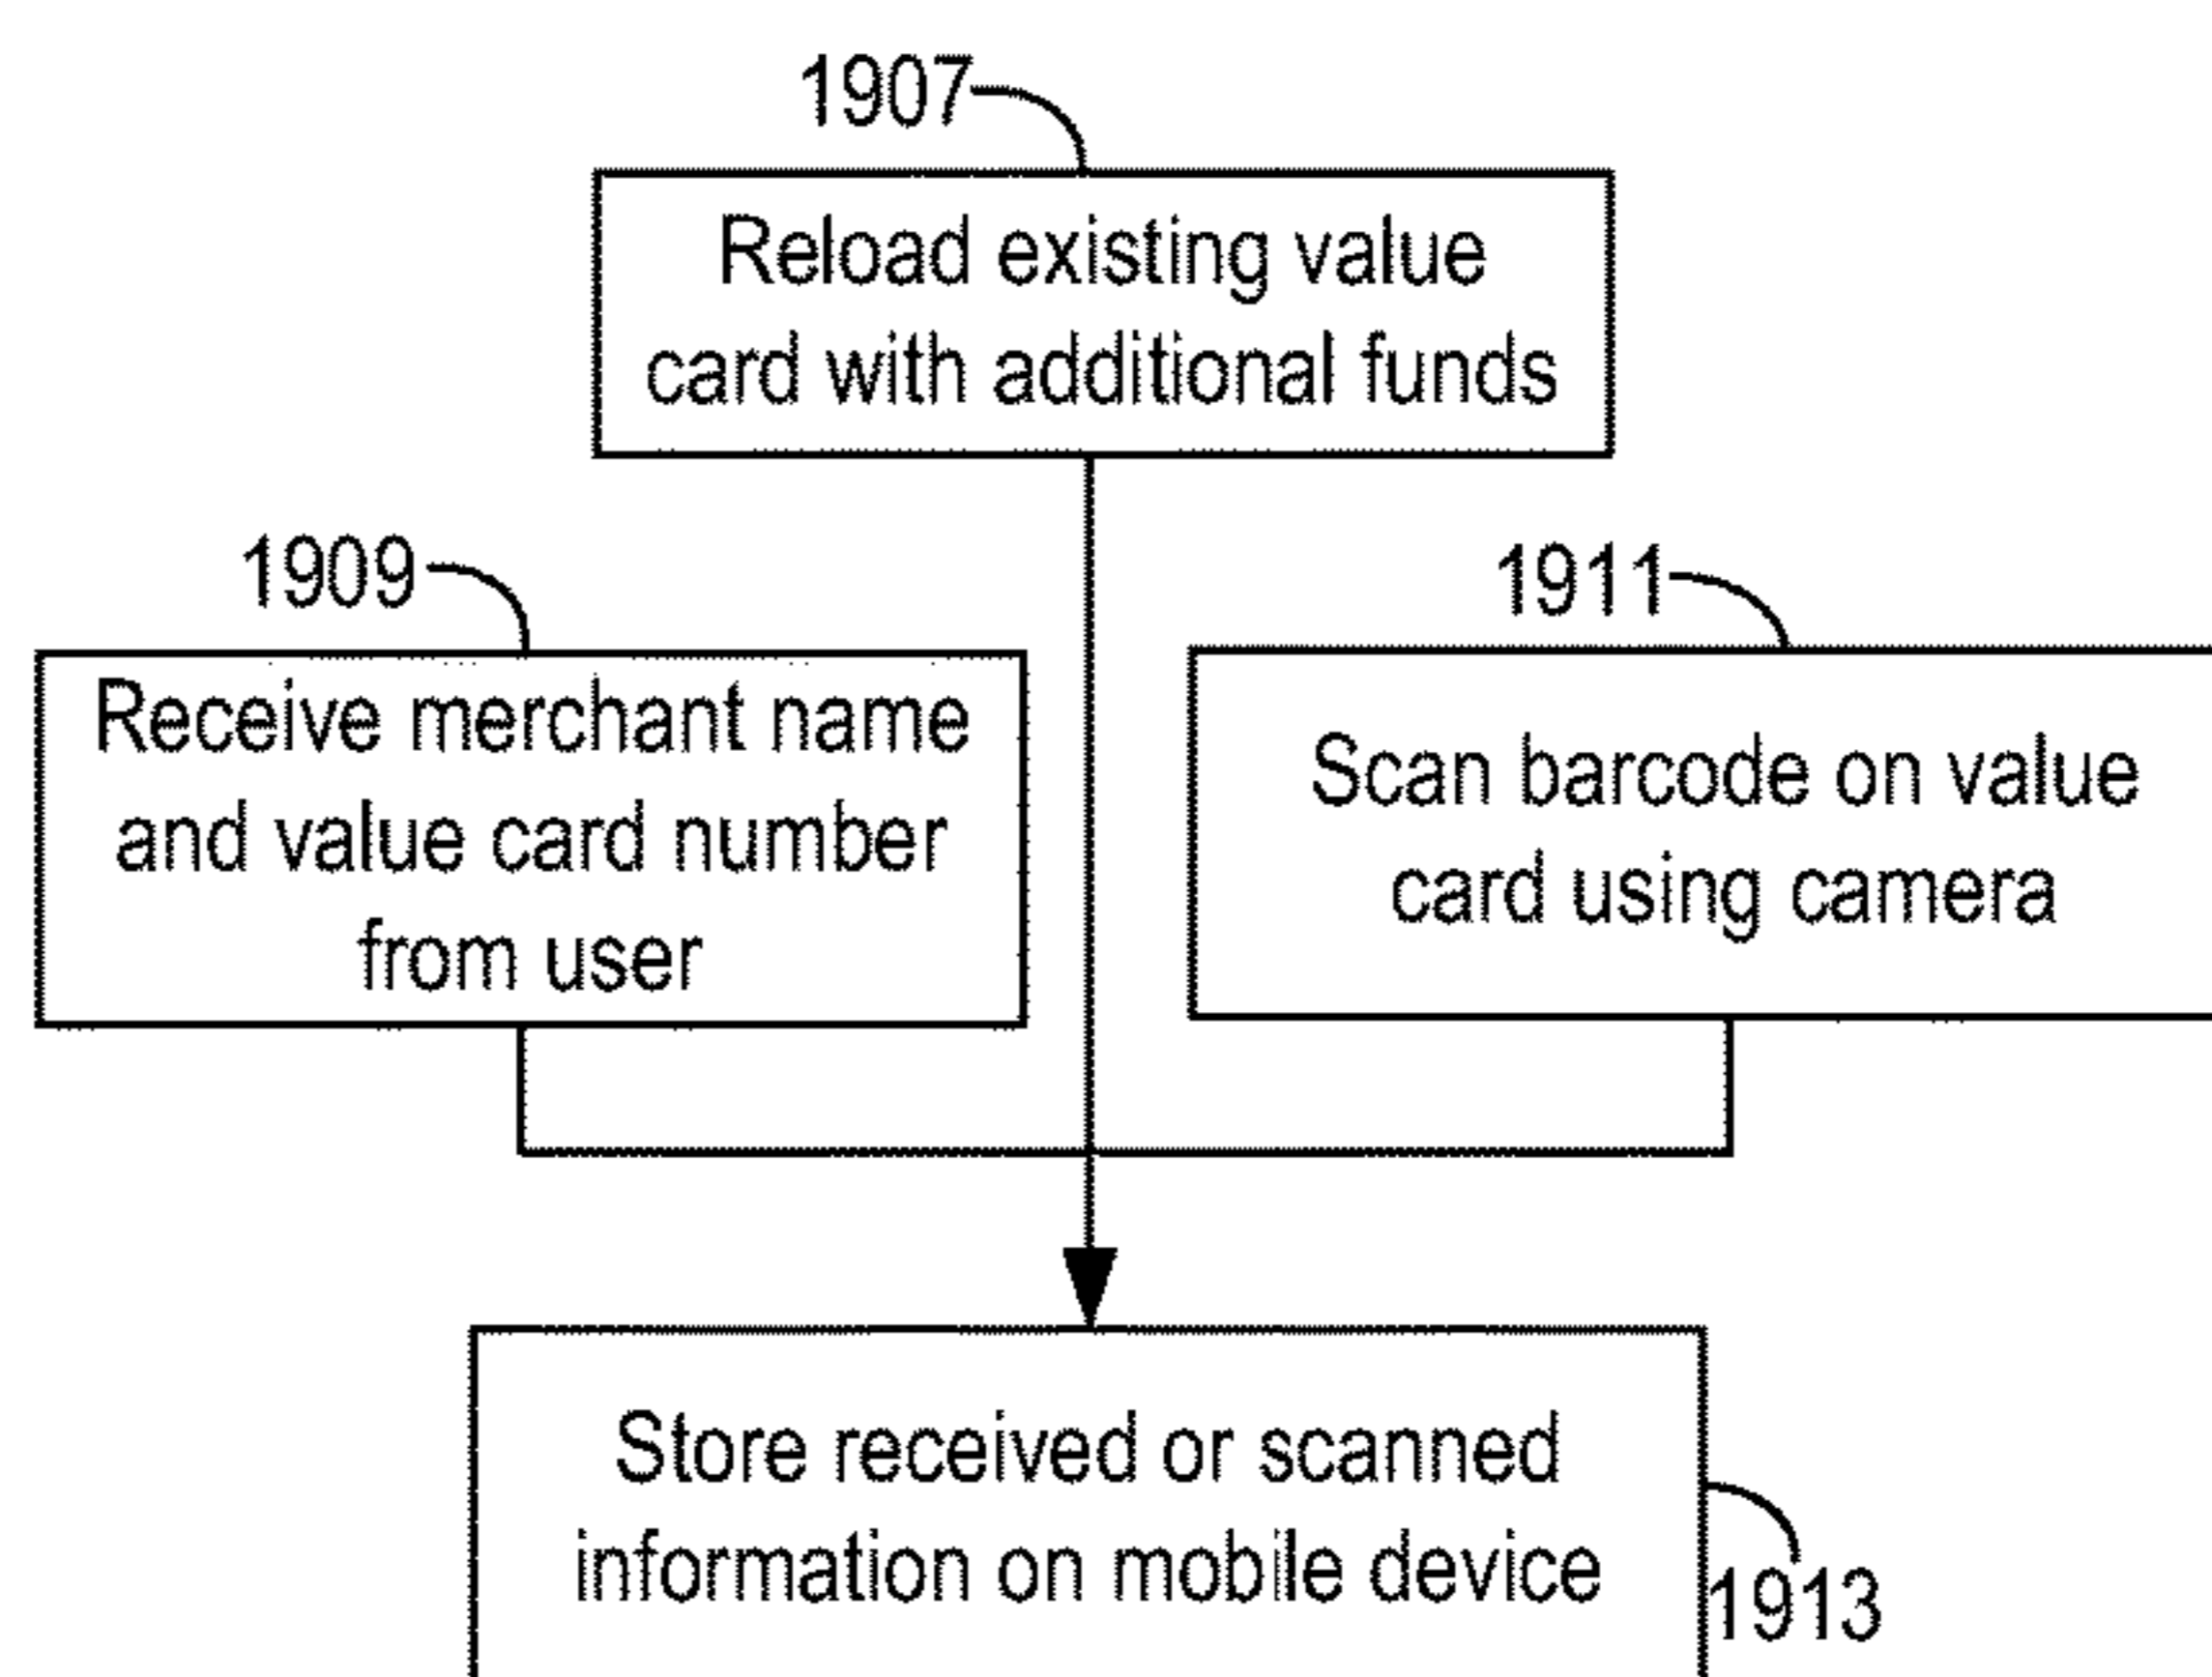 1907
Reload existing value
card with additional funds
1909
1911
Receive merchant name
and value card number
from user
Scan barcode on value
card using camera
Store received or scanned
information on mobile device
1913